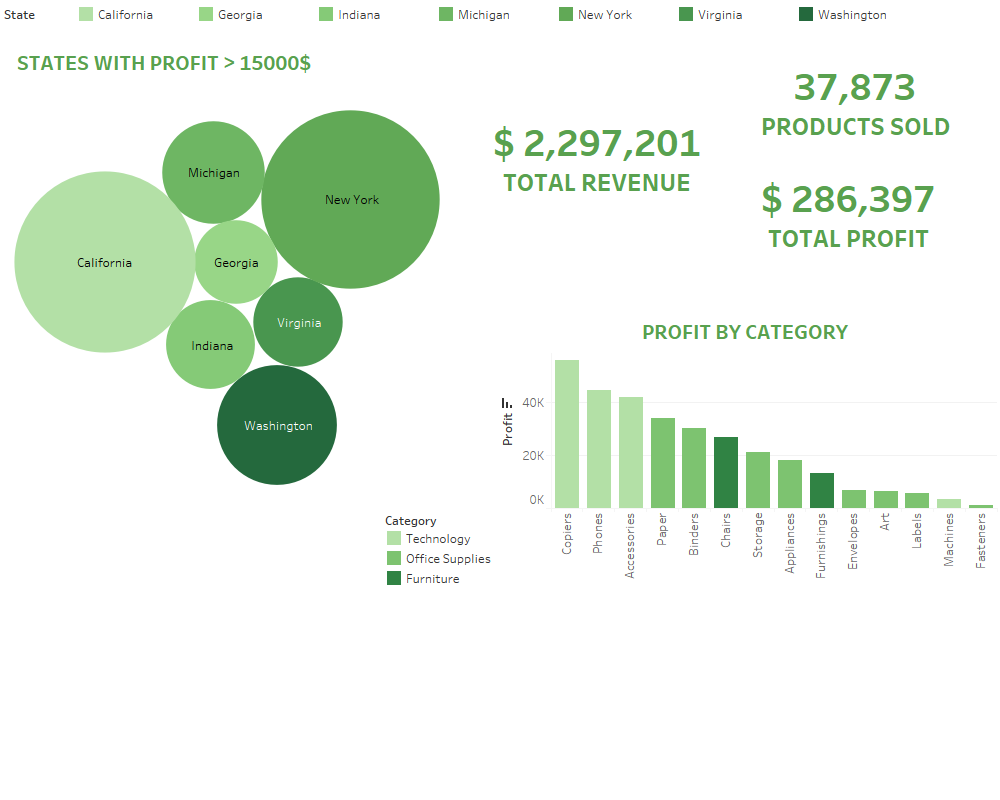 State
California
Georgia
Indiana
Michigan
New York
Virginia
Washington
STATES WITH PROFIT > 15000$
Michigan
New York
California
Georgia
Virginia
Indiana
Washington
$ 2,297,201
TOTAL REVENUE
37,873
PRODUCTS SOLD
$ 286,397
TOTAL PROFIT
PROFIT BY CATEGORY
Profit
40K
20K
0K
Copiers
Phones
Accessories
Paper
Binders
Chairs
Storage
Appliances
Furnishings
Envelopes
Art
Labels
Machines
Fasteners
Category
Technology
Office Supplies
Furniture